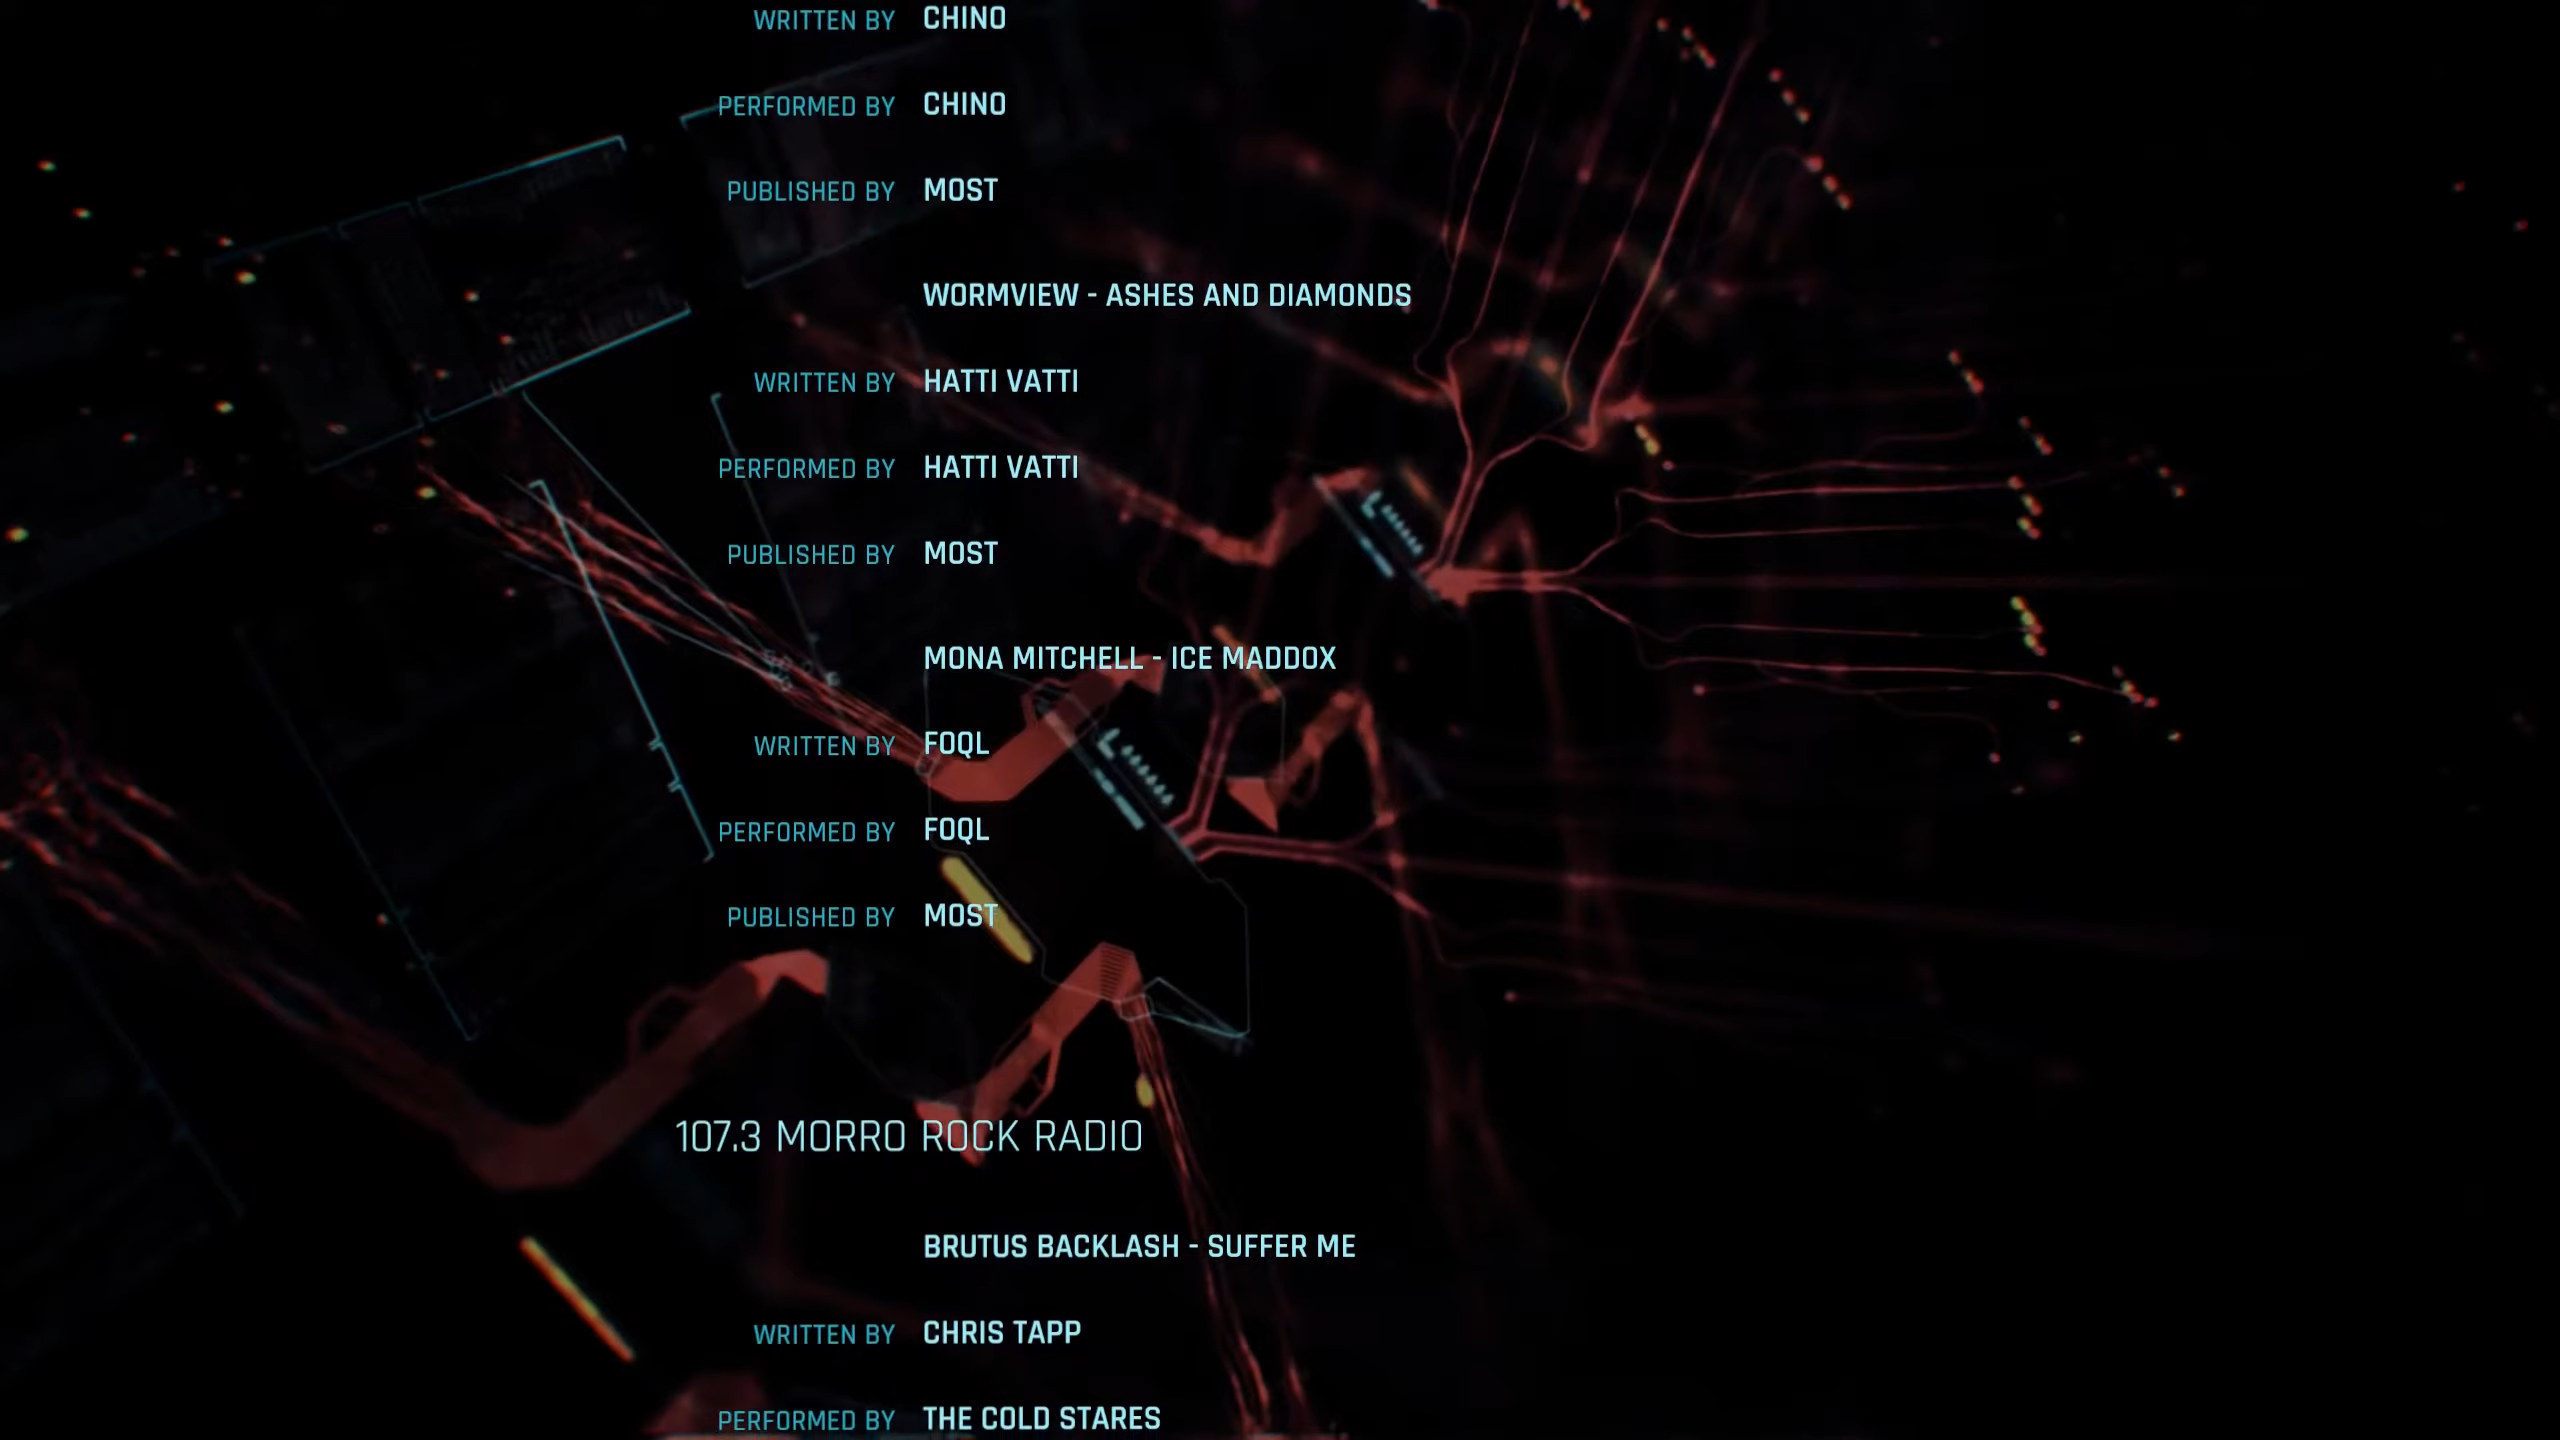 WRITTEN BY CHINO
PERFORMED BY CHINO
PUBLISHED BY MOST
WORMVIEW - ASHES AND DIAMONDS
WRITTEN BY HATTI VATTI
PERFORMED BY HATTI VATTI
PUBLISHED BY MOST
MONA MITCHELL - ICE MADDOX
WRITTEN BY FOQL
PERFORMED BY FOQL
PUBLISHED BY MOST
107.3 MORRO ROCK RADIO
BRUTUS BACKLASH - SUFFER ME
WRITTEN BY CHRIS TAPP
PERFORMED BY THE COLD STARES